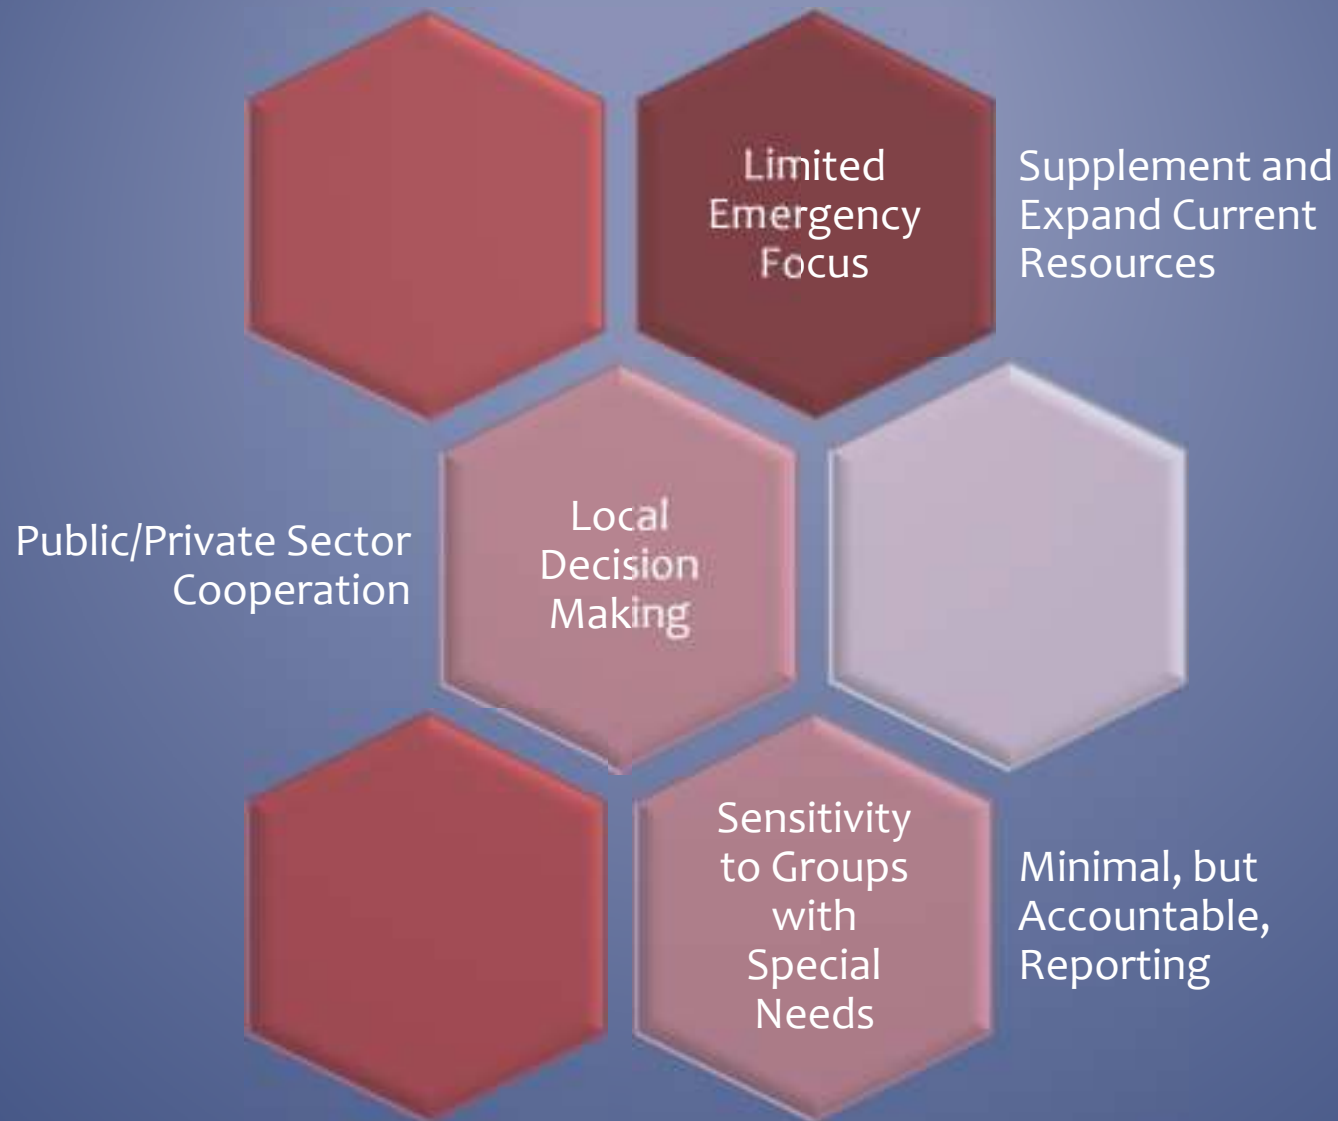 Limited
Emergency
Focus
Supplement and
Expand Current
Resources
Public/Private Sector
Cooperation
Local
Decision
Making
Sensitivity
to Groups
with
Special
Needs
Minimal, but
Accountable,
Reporting